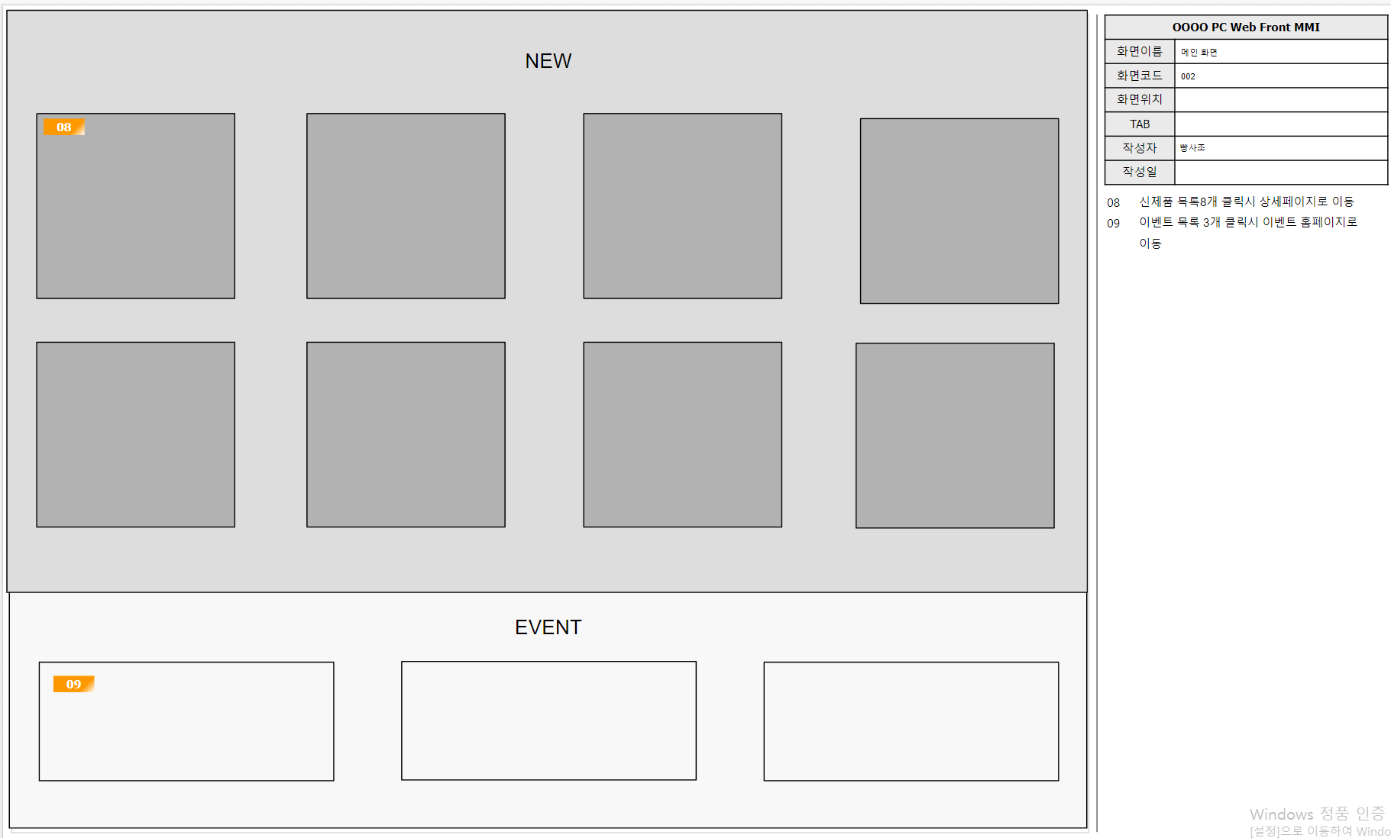 NEW
08
EVENT
09
OOOO PC Web Front MMI
화면이름 메인 화면
화면코드 002
화면위치
TAB
작성자 빵사조
작성일
08 신제품 목록8개 클릭시 상세페이지로 이동
09 이벤트 목록 3개 클릭시 이벤트 홈페이지로
이동
Windows 정품 인증
[설정]으로 이동하여 Windo